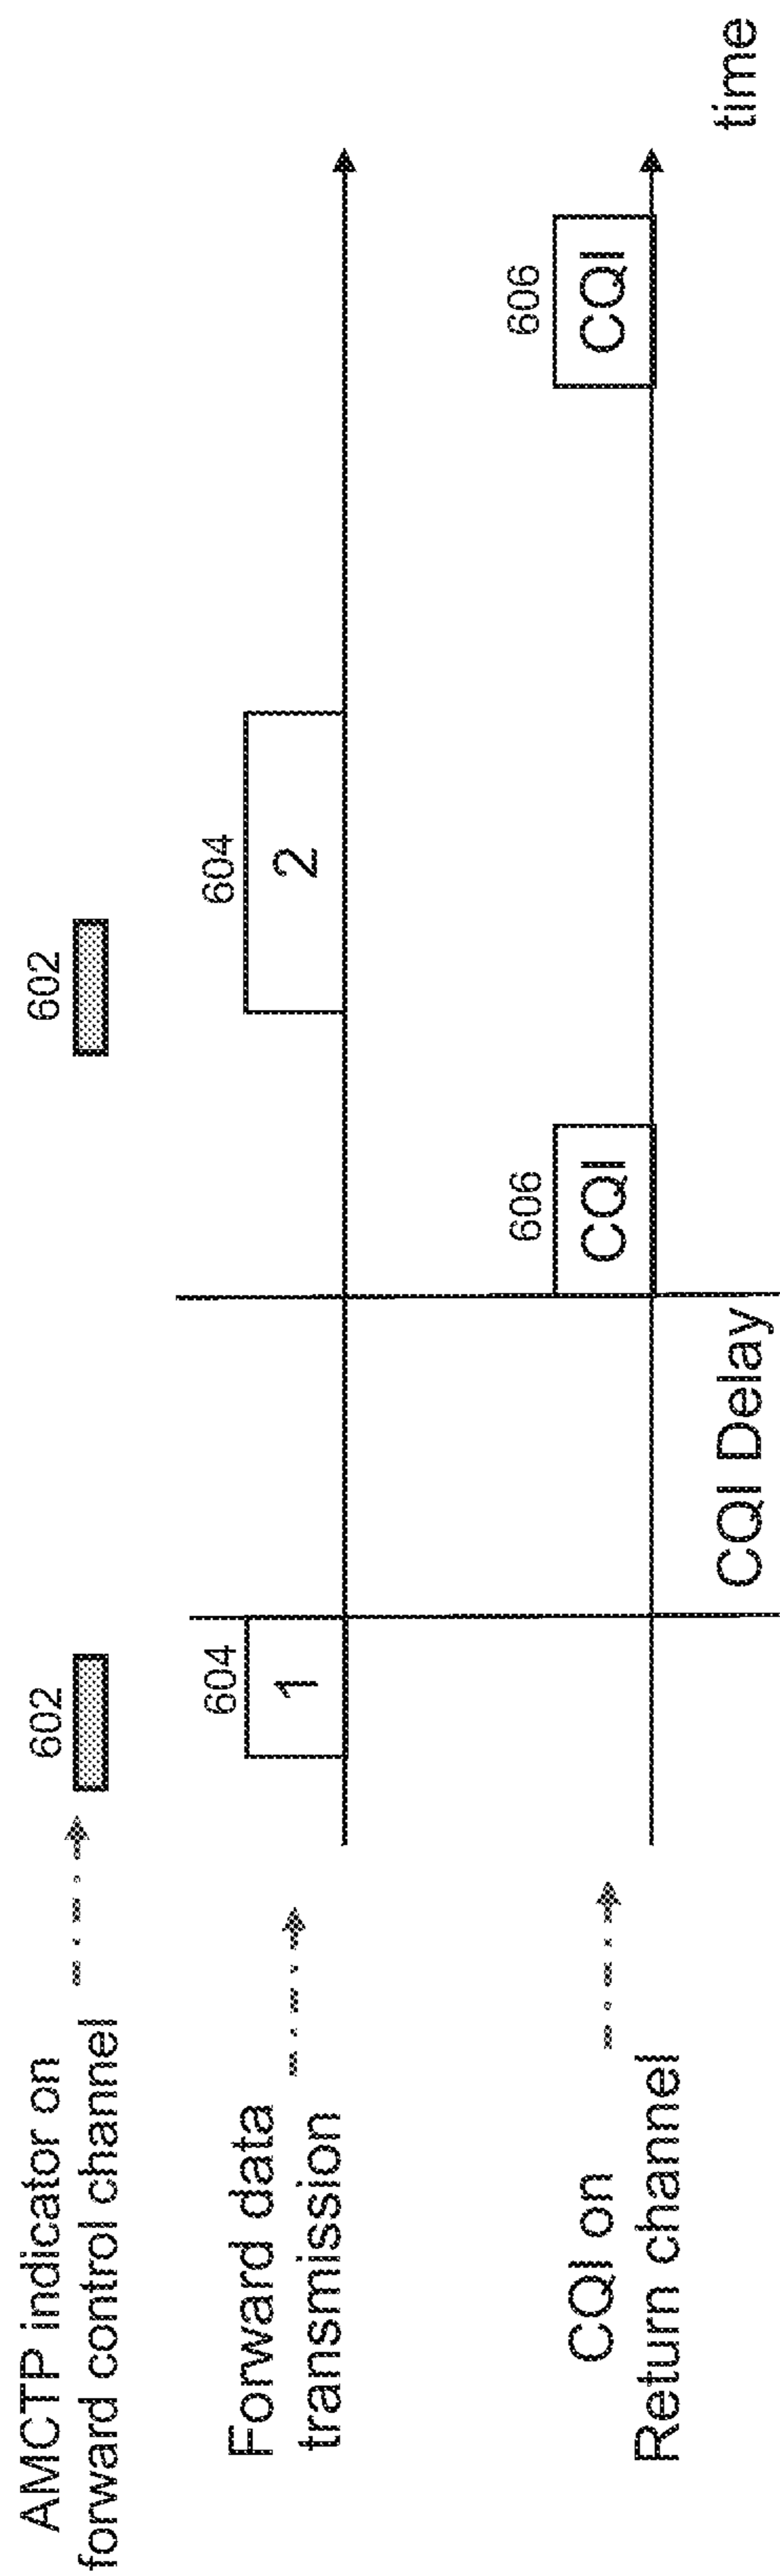 AMCTP indicator on
forward control channel
602
602
Forward data
transmission
604
1
604
2
CQI on
Return channel
606
CQI
606
CQI
CQI Delay
time